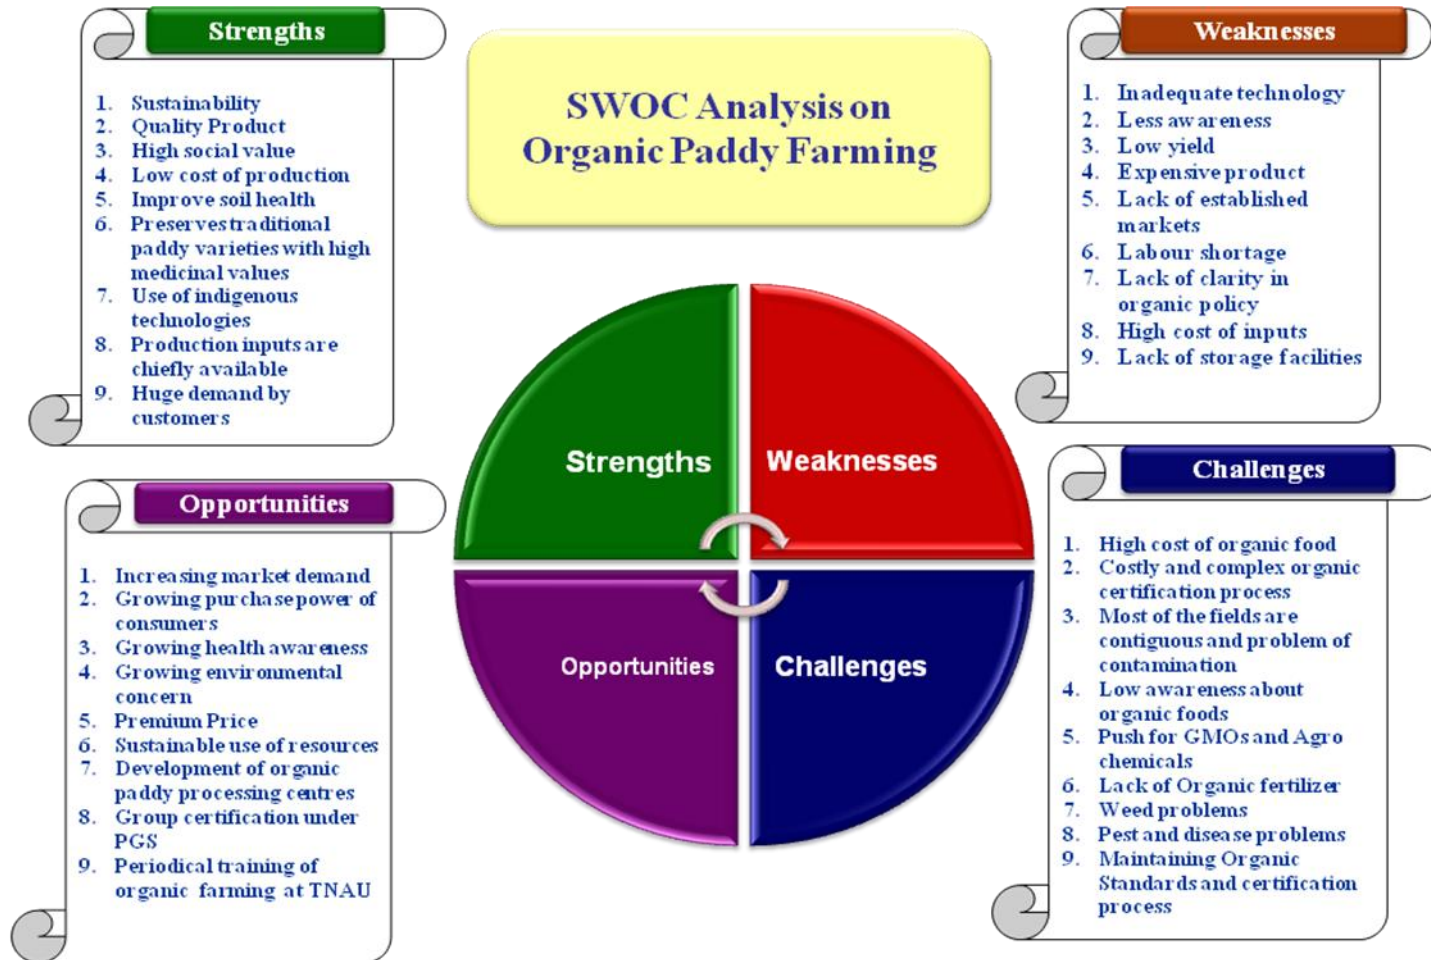 Strengths
1. Sustainability
2. Quality Product
3. High social value
4. Low cost of production
5. Improve soil health
6. Preserves traditional
paddy varieties with high
medicinal values
7. Use of indigenous
technologies
8. Production inputs are
chiefly available
9. Huge demand by
customers
SWOC Analysis on
Organic Paddy Farming
Weaknesses
1. Inadequate technology
2. Less awareness
3. Low yield
4. Expensive product
5. Lack of established
markets
6. Labour shortage
7. Lack of clarity in
organic policy
8. High cost of inputs
9. Lack of storage facilities
Strengths
Weaknesses
Opportunities
Challenges
Opportunities
1. Increasing market demand
2. Growing purchase power of
consumers
3. Growing health awareness
4. Growing environmental
concern
5. Premium Price
6. Sustainable use of resources
7. Development of organic
paddy processing centres
8. Group certification under
PGS
9. Periodical training of
organic farming at TNAU
Challenges
1. High cost of organic food
2. Costly and complex organic
certification process
3. Most of the fields are
contiguous and problem of
contamination
4. Low awareness about
organic foods
5. Push for GMOs and Agro
chemicals
6. Lack of Organic fertilizer
7. Weed problems
8. Pest and disease problems
9. Maintaining Organic
Standards and certification
process